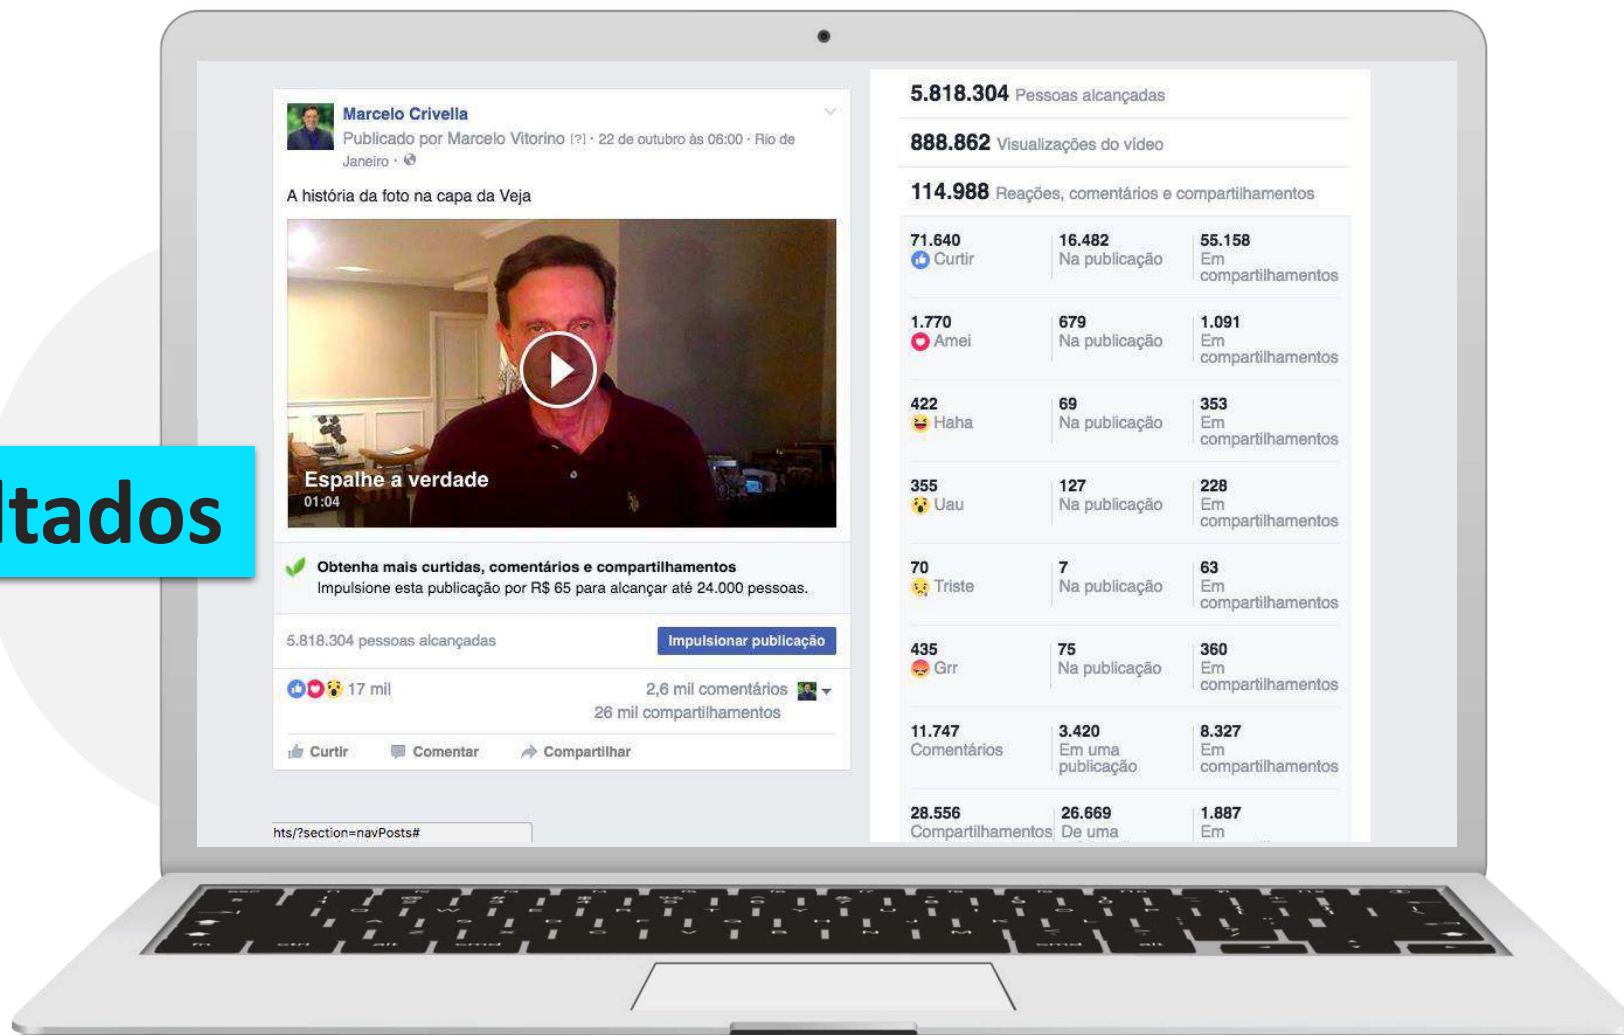 ltados
Marcelo Crivella
Publicado por Marcelo Vitorino [?] · 22 de outubro às 06:00 · Rio de
Janeiro ·
A história da foto na capa da Veja
Espalhe a verdade
01:04
Obtenha mais curtidas, comentários e compartilhamentos
Impulsione esta publicação por R$ 65 para alcançar até 24.000 pessoas.
5.818.304 pessoas alcançadas
Impulsionar publicação
17 mil
2,6 mil comentários
26 mil compartilhamentos
Curtir Comentar Compartilhar
hts/?section=navPosts#
5.818.304 Pessoas alcançadas
888.862 Visualizações do vídeo
114.988 Reações, comentários e compartilhamentos
71.640 16.482 55.158
Curtir Na publicação Em
compartilhamentos
1.770 679 1.091
Amei Na publicação Em
compartilhamentos
422 69 353
Haha Na publicação Em
compartilhamentos
355 127 228
Uau Na publicação Em
compartilhamentos
70 7 63
Triste Na publicação Em
compartilhamentos
435 75 360
Grr Na publicação Em
compartilhamentos
11.747 3.420 8.327
Comentários Em uma Em
publicação compartilhamentos
28.556 26.669 1.887
Compartilhamentos De uma Em